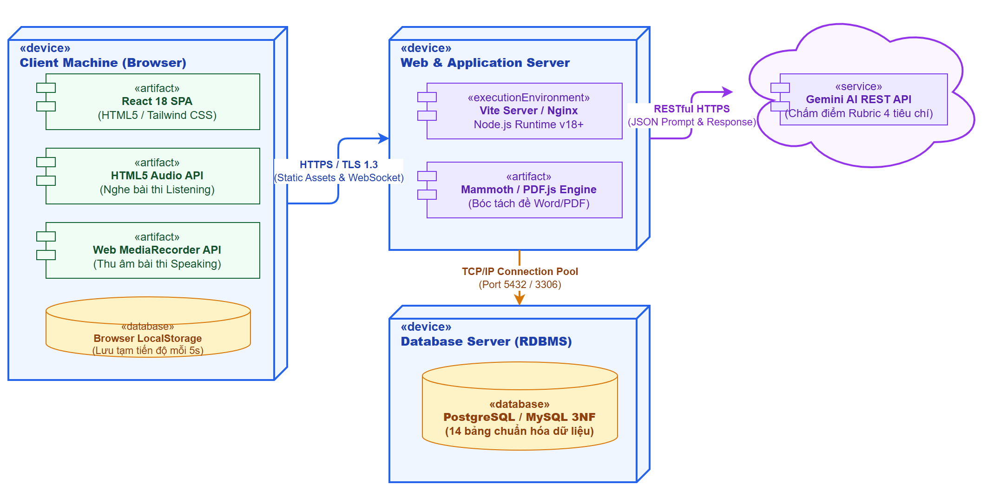 «device»
Client Machine (Browser)
«artifact»
React 18 SPA
(HTML5 / Tailwind CSS)
«artifact»
HTML5 Audio API
(Nghe bài thi Listening)
«artifact»
Web MediaRecorder API
(Thu âm bài thi Speaking)
«database»
Browser LocalStorage
(Lưu tạm tiến độ mỗi 5s)
HTTPS / TLS 1.3
(Static Assets & WebSocket)
«device»
Web & Application Server
«executionEnvironment»
Vite Server / Nginx
Node.js Runtime v18+
«artifact»
Mammoth / PDF.js Engine
(Bóc tách đề Word/PDF)
RESTful HTTPS
(JSON Prompt & Response)
«service»
Gemini AI REST API
(Chấm điểm Rubric 4 tiêu chí)
TCP/IP Connection Pool
(Port 5432 / 3306)
«device»
Database Server (RDBMS)
«database»
PostgreSQL / MySQL 3NF
(14 bảng chuẩn hóa dữ liệu)